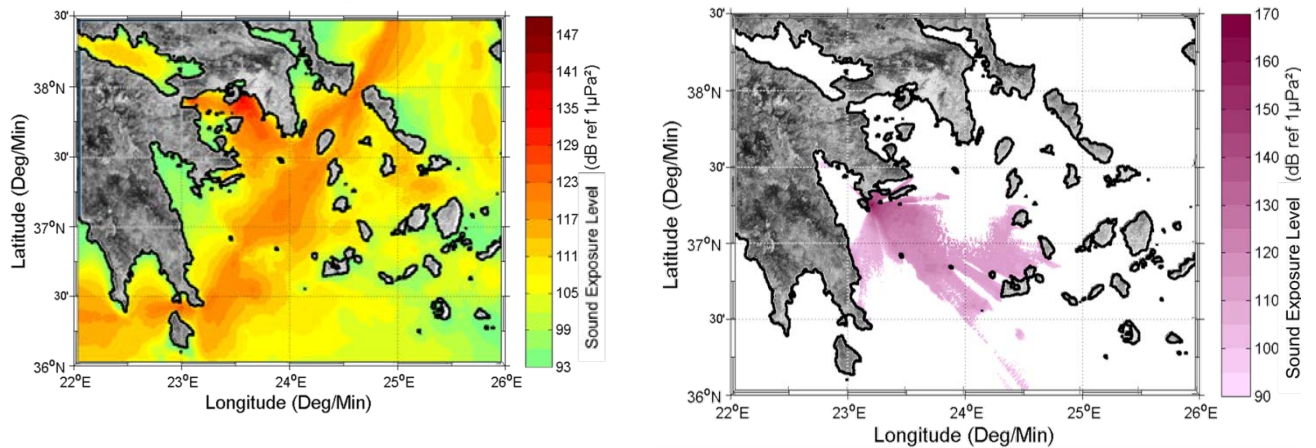 30'
38°N
30'
37°N
30'
36°N
22°E
23°E
24°E
25°E
26°E
Latitude (Deg/Min)
Longitude (Deg/Min)
147
141
135
129
123
117
111
105
99
93
Sound Exposure Level (dB ref 1µPa²)
30'
38°N
30'
37°N
30'
36°N
22°E
23°E
24°E
25°E
26°E
Latitude (Deg/Min)
Longitude (Deg/Min)
170
160
150
140
130
120
110
100
90
Sound Exposure Level (dB ref 1µPa²)